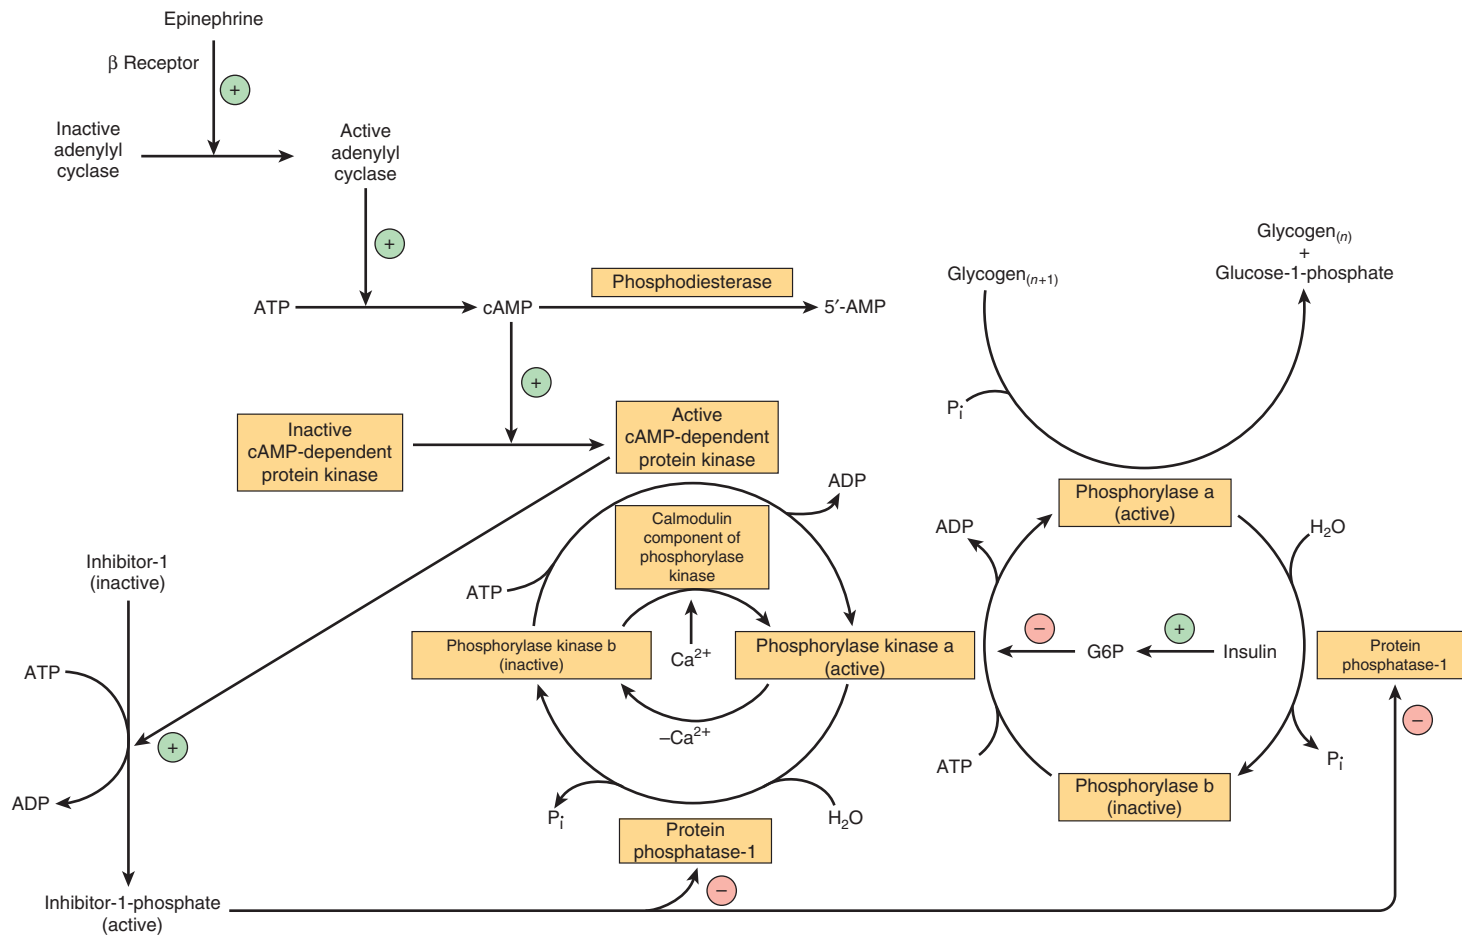 Epinephrine
β Receptor
+
Inactive
adenylyl
cyclase
Active
adenylyl
cyclase
+
ATP
cAMP
Phosphodiesterase
5′-AMP
+
Inactive
cAMP-dependent
protein kinase
Active
cAMP-dependent
protein kinase
Glycogen(n+1)
Glycogen(n)
+
Glucose-1-phosphate
Pi
Phosphorylase a
(active)
ADP
H2O
Inhibitor-1
(inactive)
ATP
ADP
+
Inhibitor-1-phosphate
(active)
ADP
Calmodulin
component of
phosphorylase
kinase
ATP
Phosphorylase kinase b
(inactive)
Ca2+
Phosphorylase kinase a
(active)
–Ca2+
Pi
H2O
Protein
phosphatase-1
−
−
G6P
+
Insulin
Protein
phosphatase-1
−
ATP
Pi
Phosphorylase b
(inactive)